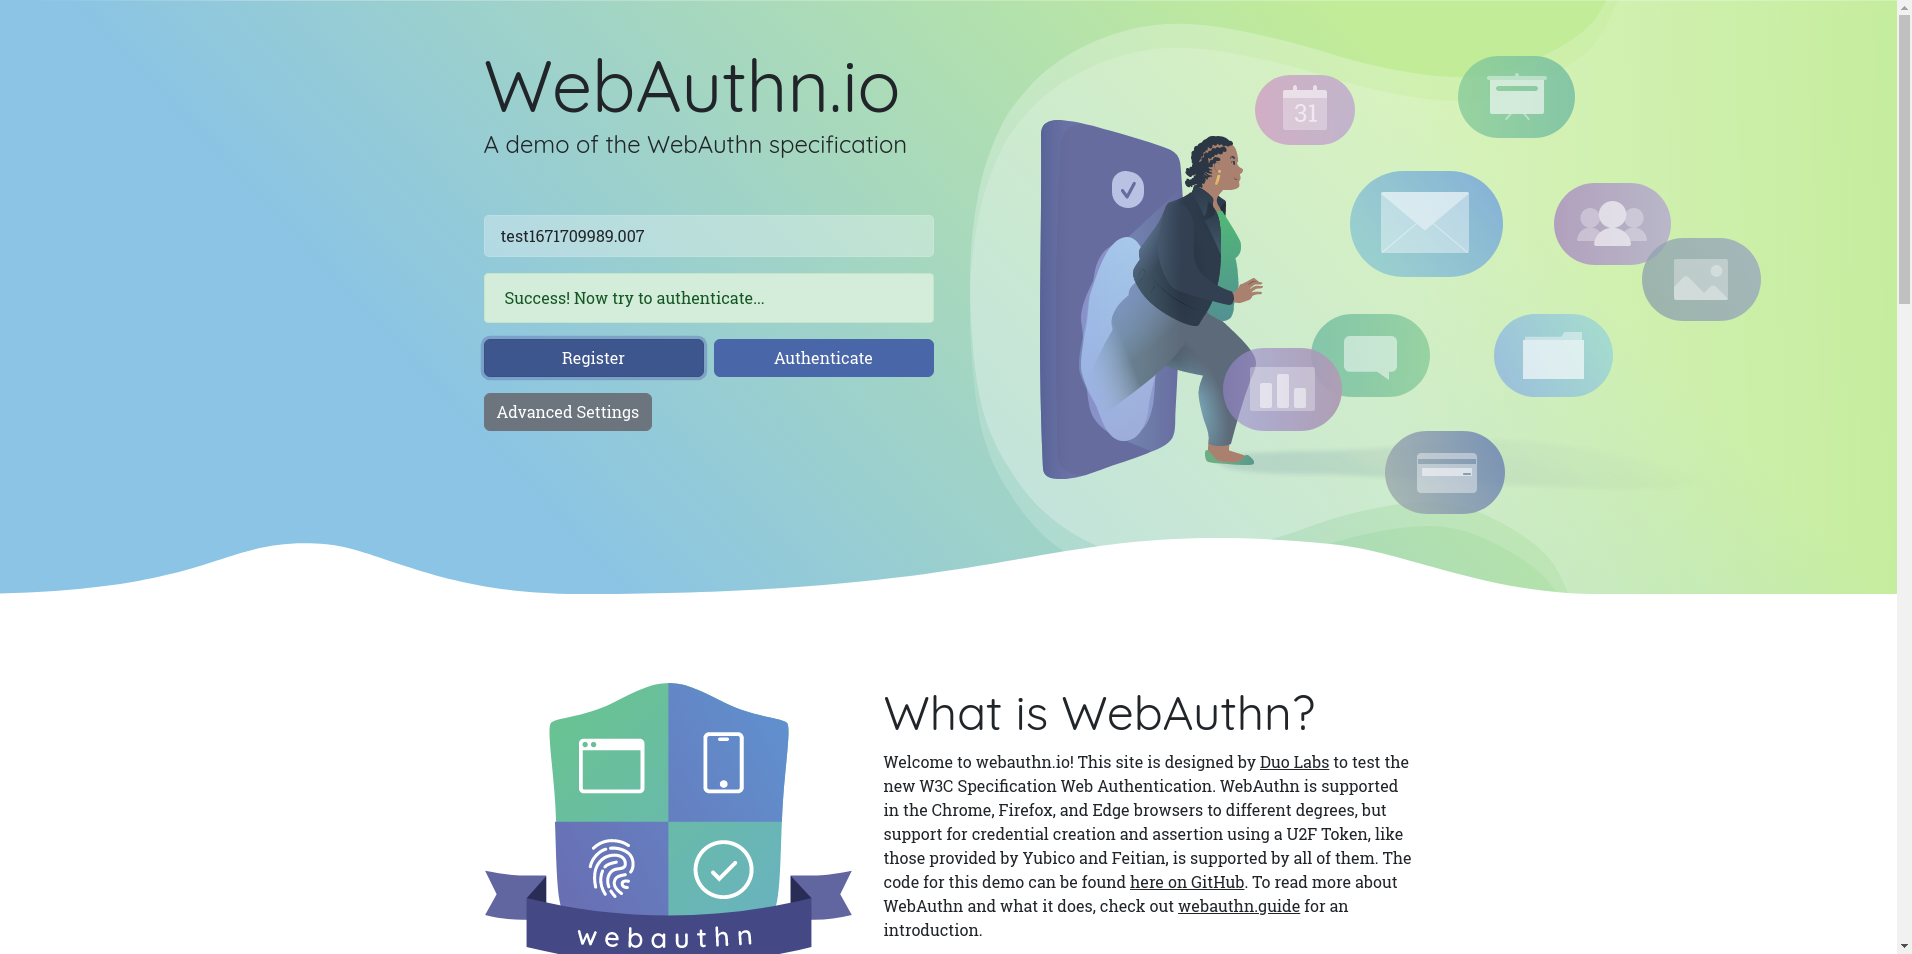 WebAuthn.io
A demo of the WebAuthn specification
test1671709989.007
Success! Now try to authenticate...
Register
Authenticate
Advanced Settings
31
webauthn
What is WebAuthn?
Welcome to webauthn.io! This site is designed by Duo Labs to test the
new W3C Specification Web Authentication. WebAuthn is supported
in the Chrome, Firefox, and Edge browsers to different degrees, but
support for credential creation and assertion using a U2F Token, like
those provided by Yubico and Feitian, is supported by all of them. The
code for this demo can be found here on GitHub. To read more about
WebAuthn and what it does, check out webauthn.guide for an
introduction.